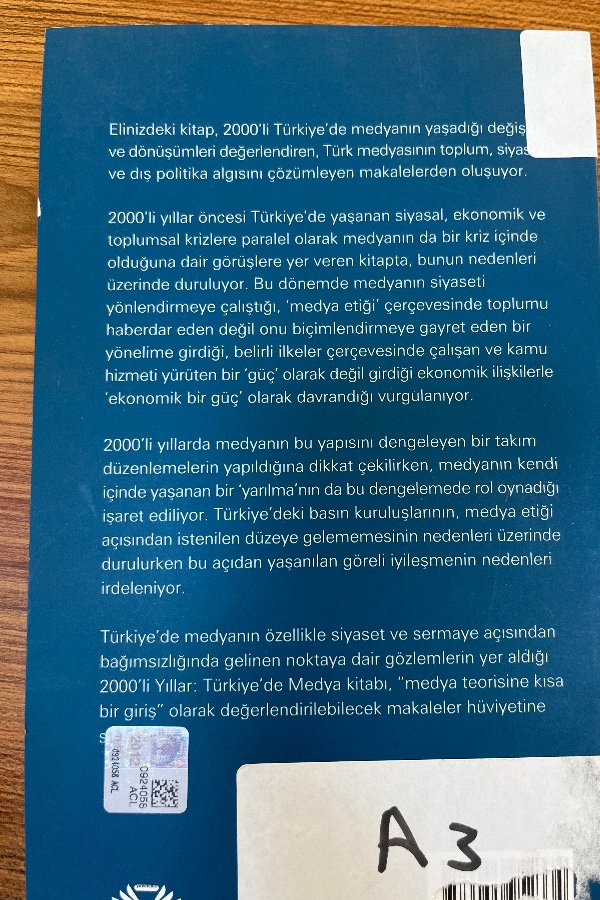 Elinizdeki kitap, 2000'li Türkiye'de medyanın yaşadığı
ve dönüşümleri değerlendiren, Türk medyasının toplum,
ve dış politika algısını çözümleyen makalelerden oluşuyor.
2000'li yıllar öncesi Türkiye'de yaşanan siyasal, ekonomik ve
toplumsal krizlere paralel olarak medyanın da bir kriz içinde
olduğuna dair görüşlere yer veren kitapta, bunun nedenleri
üzerinde duruluyor. Bu dönemde medyanın siyaseti
yönlendirmeye çalıştığı, 'medya etiği' çerçevesinde toplumu
haberdar eden değil onu biçimlendirmeye gayret eden bir
yönelime girdiği, belirli ilkeler çerçevesinde çalışan ve kamu
hizmeti yürüten bir 'güç' olarak değil girdiği ekonomik ilişkilerle
'ekonomik bir güç' olarak davrandığı vurgulanıyor.
2000'li yıllarda medyanın bu yapısını dengeleyen bir takım
düzenlemelerin yapıldığına dikkat çekilirken, medyanın kendi
içinde yaşanan bir 'yarılma'nın da bu dengelemede rol oynadığı
işaret ediliyor. Türkiye'deki basın kuruluşlarının, medya etiği
açısından istenilen düzeye gelememesinin nedenleri üzerinde
durulurken bu açıdan yaşanılan göreli iyileşmenin nedenleri
irdeleniyor.
Türkiye'de medyanın özellikle siyaset ve sermaye açısından
bağımsızlığında gelinen noktaya dair gözlemlerin yer aldığı
2000'li Yıllar: Türkiye'de Medya kitabı, "medya teorisine kısa
bir giriş" olarak değerlendirilebilecek makaleler hüviyetine
0924056 ACL
0924056
ACL
A3